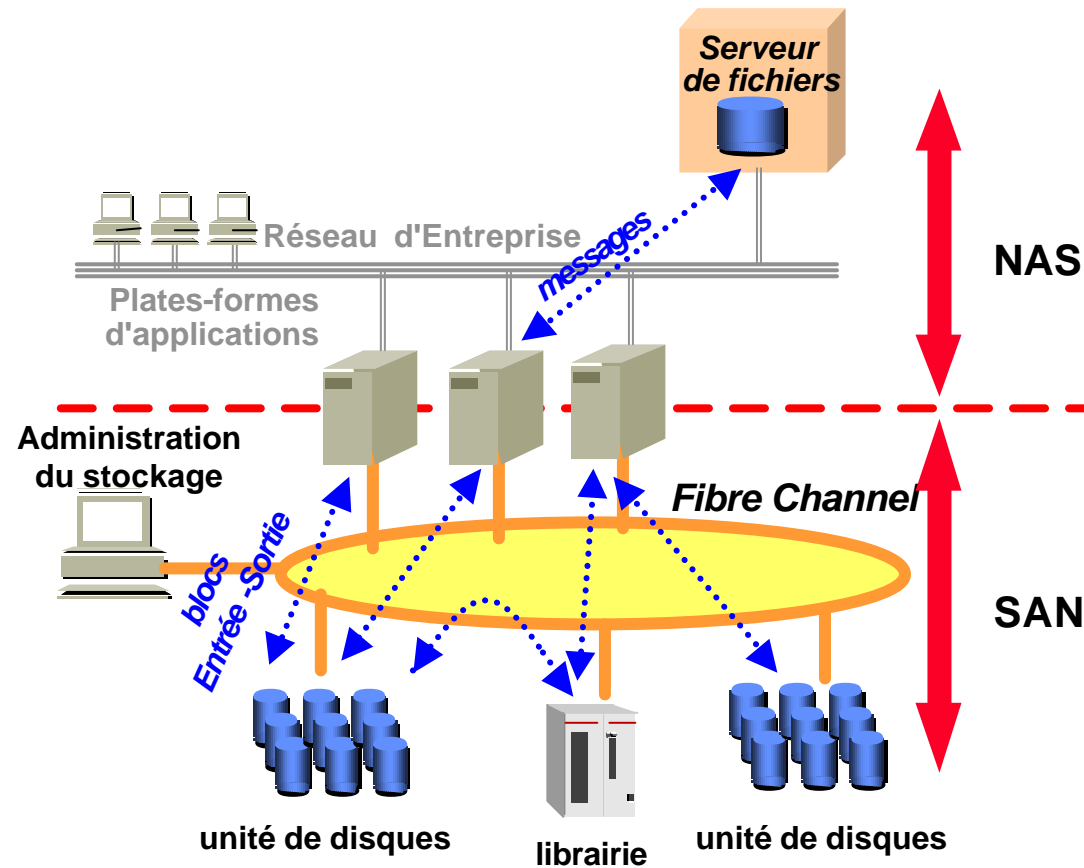 Serveur
de fichiers
messages
Réseau d'Entreprise
NAS
Plates-formes
d'applications
Administration
du stockage
Fibre Channel
blocs
Entrée -Sortie
SAN
unité de disques
librairie
unité de disques